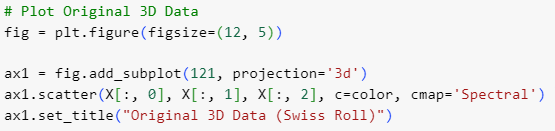 # Plot Original 3D Data
fig = plt.figure(figsize=(12, 5))
ax1 = fig.add_subplot(121, projection='3d')
ax1.scatter(X[:, 0], X[:, 1], X[:, 2], c=color, cmap='Spectral')
ax1.set_title("Original 3D Data (Swiss Roll)")